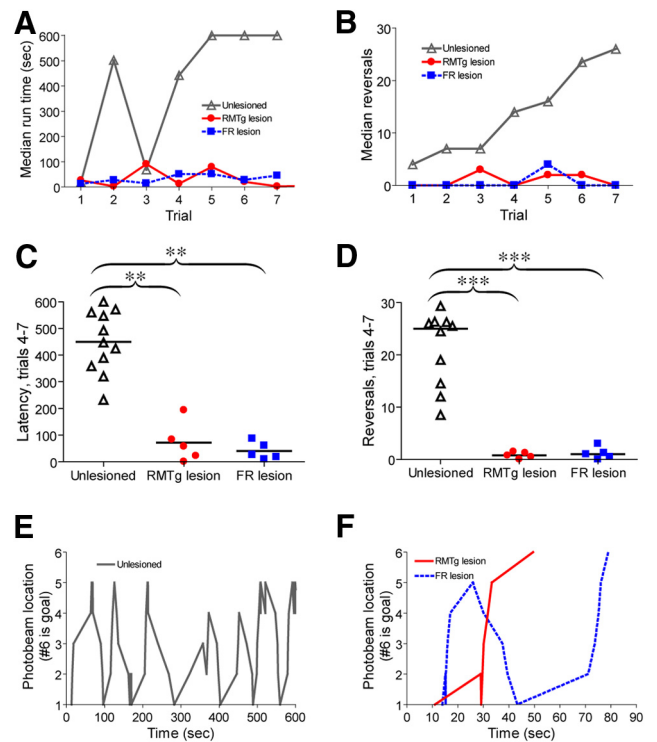 A
Median run time (sec)
600
500
400
300
200
100
0
Unlesioned
RMTg lesion
FR lesion
1 2 3 4 5 6 7
Trial
B
Median reversals
30
20
10
0
Unlesioned
RMTg lesion
FR lesion
1 2 3 4 5 6 7
Trial
C
**
**
Latency, trials 4-7
600
500
400
300
200
100
0
Unlesioned RMTg lesion FR lesion
D
***
***
Reversals, trials 4-7
30
20
10
0
Unlesioned RMTg lesion FR lesion
E
Photobeam location
(#6 is goal)
6
5
4
3
2
1
Unlesioned
0 100 200 300 400 500 600
Time (sec)
F
Photobeam location
(#6 is goal)
6
5
4
3
2
1
RMTg lesion
FR lesion
0 10 20 30 40 50 60 70 80 90
Time (sec)